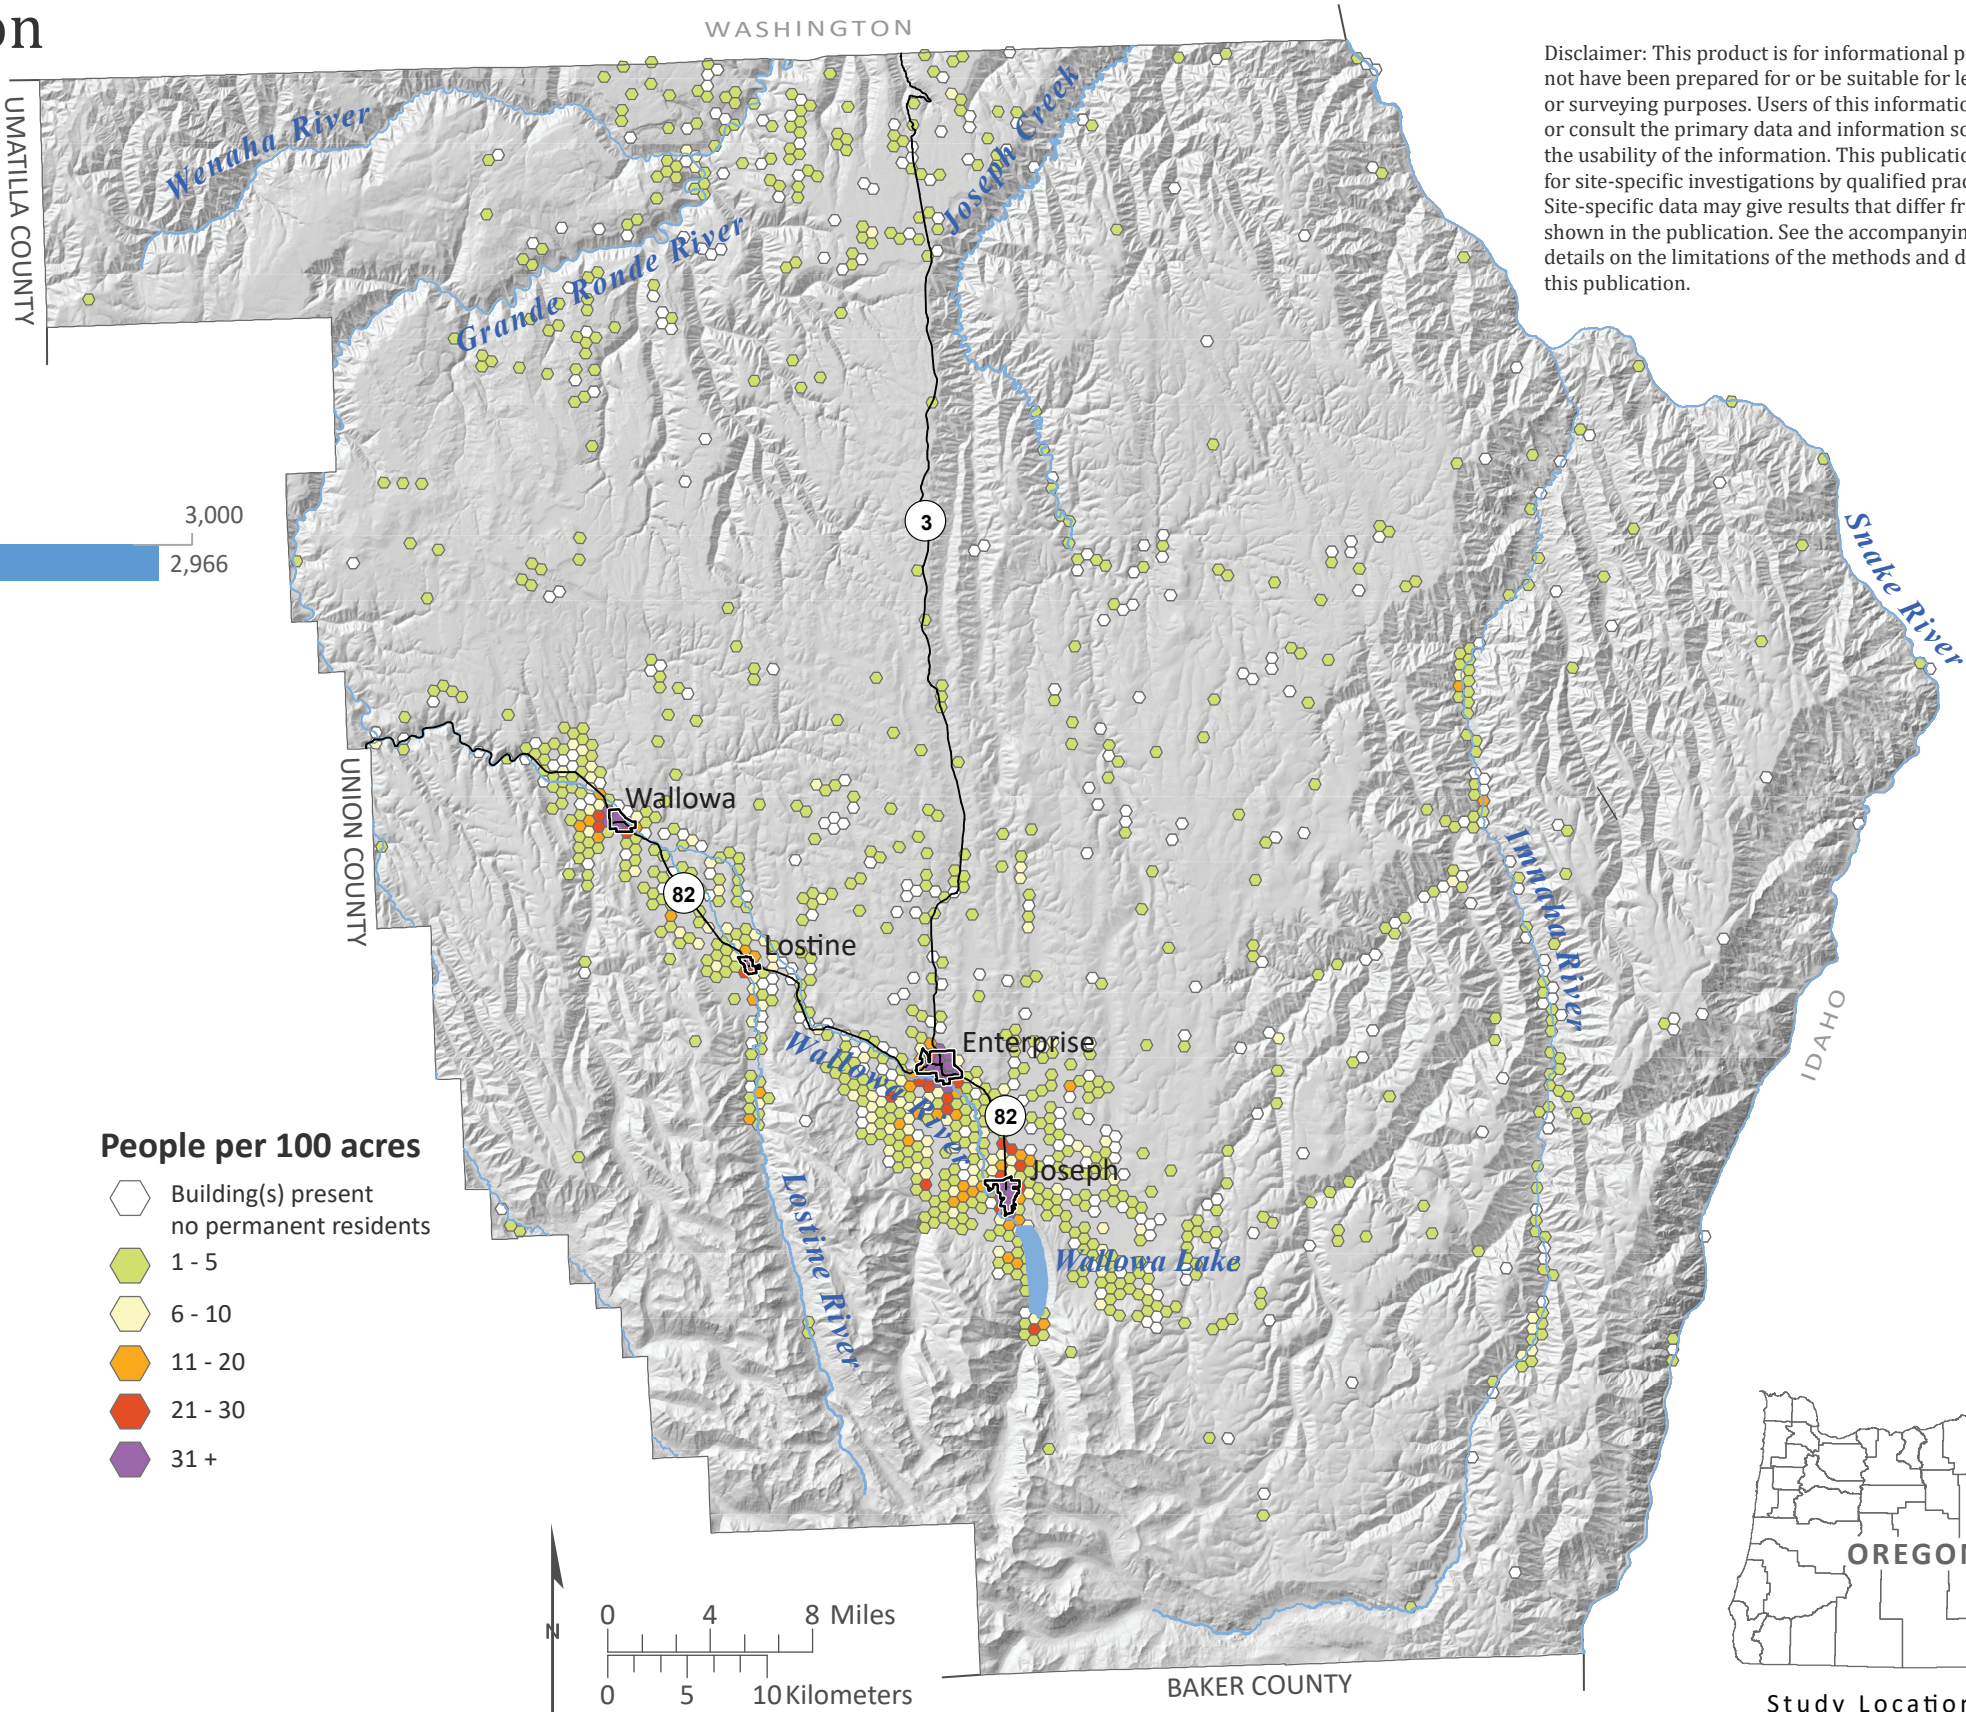 on
WASHINGTON
Disclaimer: This product is for informational p
not have been prepared for or be suitable for le
or surveying purposes. Users of this informatio
or consult the primary data and information so
the usability of the information. This publicatio
for site-specific investigations by qualified prac
Site-specific data may give results that differ fr
shown in the publication. See the accompanyin
details on the limitations of the methods and d
this publication.
UMATILLA COUNTY
Wenaha River
Joseph Creek
Grande Ronde River
3,000
2,966
3
Snake River
UNION COUNTY
Wallowa
82
Lostine
Imnaha River
Enterprise
Wallowa River
82
Joseph
IDAHO
Lostine River
Wallowa Lake
People per 100 acres
Building(s) present
no permanent residents
1 - 5
6 - 10
11 - 20
21 - 30
31 +
N
0 4 8 Miles
0 5 10 Kilometers
BAKER COUNTY
OREGON
Study Location